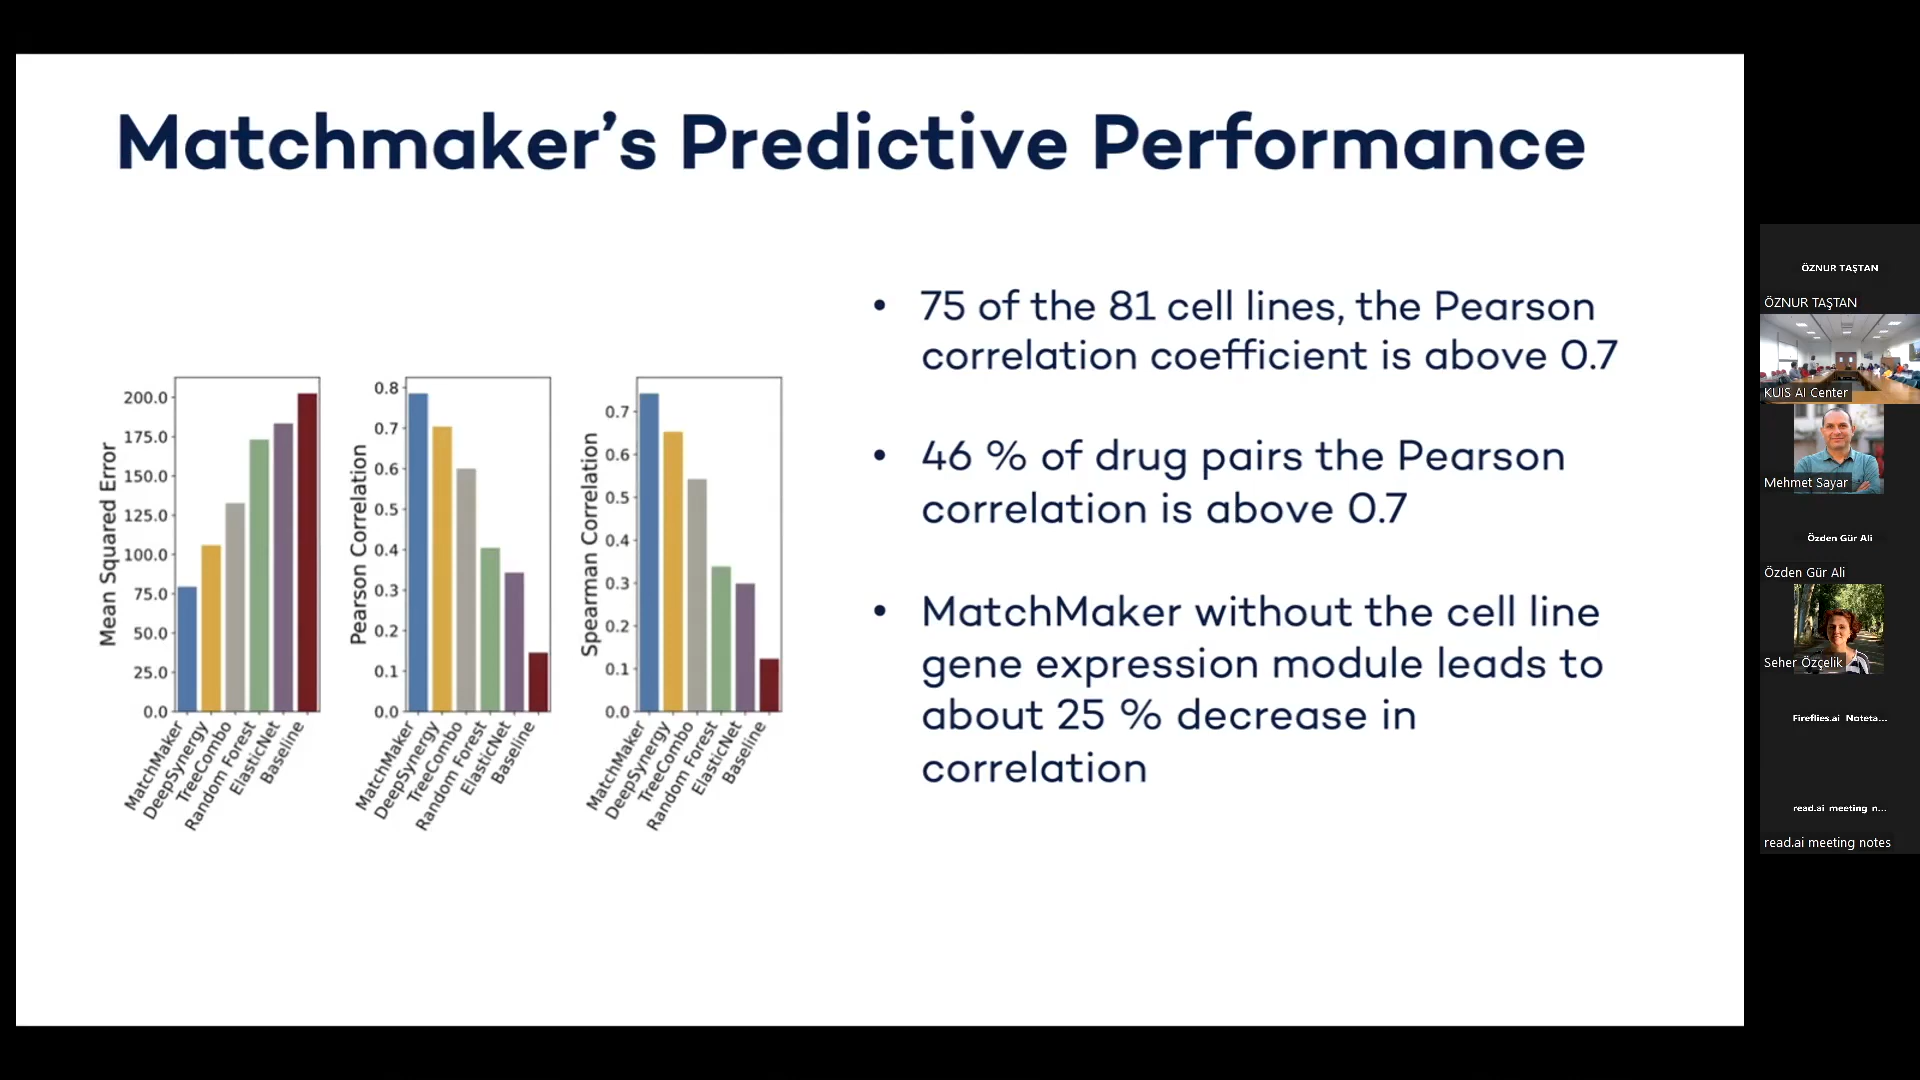 Matchmaker’s Predictive Performance
• 75 of the 81 cell lines, the Pearson
correlation coefficient is above 0.7
• 46 % of drug pairs the Pearson
correlation is above 0.7
• MatchMaker without the cell line
gene expression module leads to
about 25 % decrease in
correlation
Mean Squared Error
200.0
175.0
150.0
125.0
100.0
75.0
50.0
25.0
0.0
MatchMaker
DeepSynergy
TreeCombo
Random Forest
ElasticNet
Baseline
Pearson Correlation
0.8
0.7
0.6
0.5
0.4
0.3
0.2
0.1
0.0
MatchMaker
DeepSynergy
TreeCombo
Random Forest
ElasticNet
Baseline
Spearman Correlation
0.7
0.6
0.5
0.4
0.3
0.2
0.1
0.0
MatchMaker
DeepSynergy
TreeCombo
Random Forest
ElasticNet
Baseline
ÖZNUR TAŞTAN
ÖZNUR TAŞTAN
KUIS AI Center
Mehmet Sayar
Özden Gür Ali
Özden Gür Ali
Seher Özçelik
Fireflies.ai Noteta...
read.ai meeting n...
read.ai meeting notes